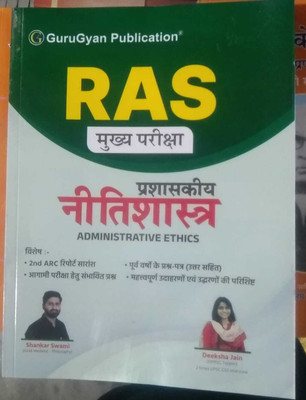 GuruGyan Publication®
RAS
मुख्य परीक्षा
प्रशासकीय
नीतिशास्त्र
ADMINISTRATIVE ETHICS
विशेष :-
• 2nd ARC रिपोर्ट सारांश
• पूर्व वर्षों के प्रश्न-पत्र (उत्तर सहित)
• आगामी परीक्षा हेतु संभावित प्रश्न
• महत्वपूर्ण उदाहरणों एवं उद्धरणों की परिशिष्ट
Shankar Swami
Deeksha Jain